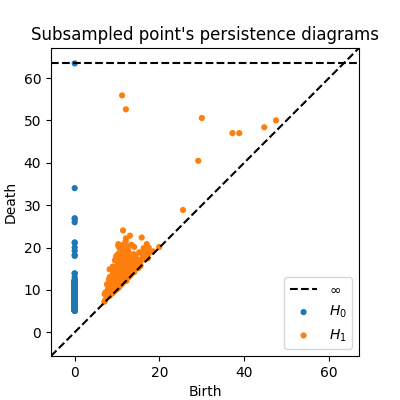 Subsampled point's persistence diagrams
60
50
40
30
20
10
0
Death
∞
H₀
H₁
0 20 40 60
Birth